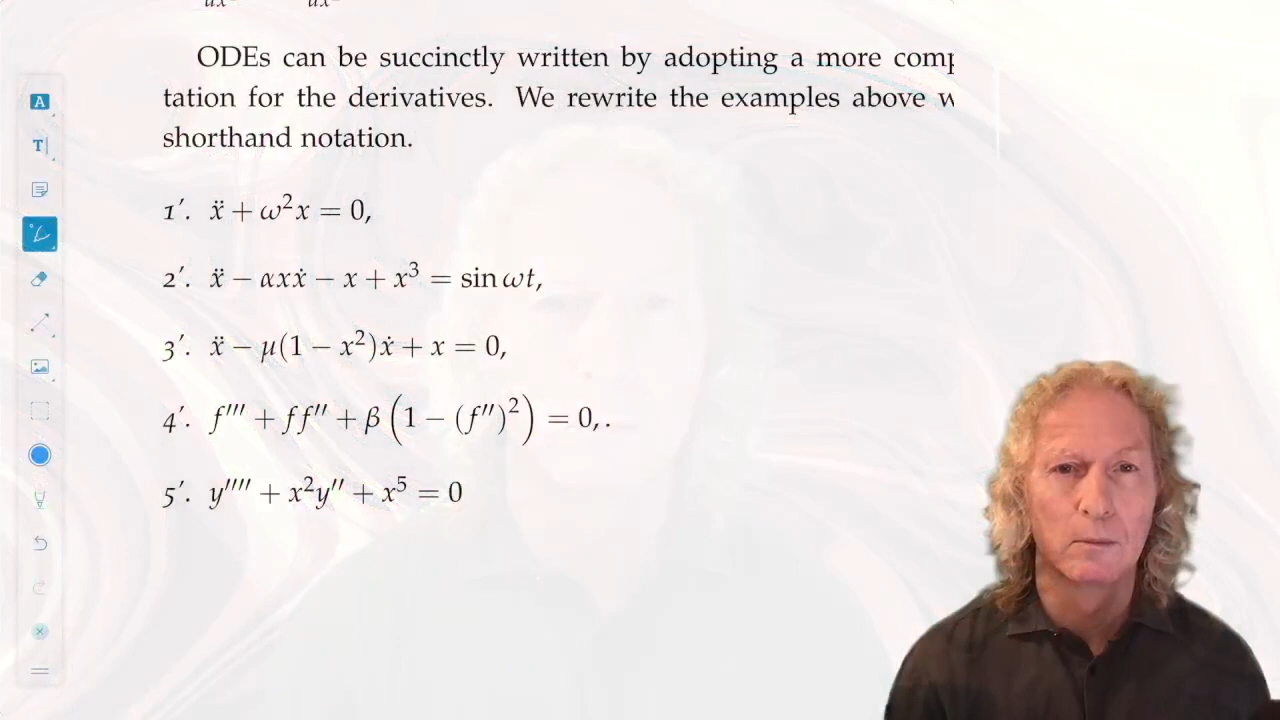 ODEs can be succinctly written by adopting a more comp
tation for the derivatives. We rewrite the examples above w
shorthand notation.
1′. ẍ + ω²x = 0,
2′. ẍ − αxẋ − x + x³ = sin ωt,
3′. ẍ − μ(1 − x²)ẋ + x = 0,
4′. f′′′ + ff′′ + β(1 − (f′′)²) = 0,.
5′. y′′′′ + x²y′′ + x⁵ = 0
A
T